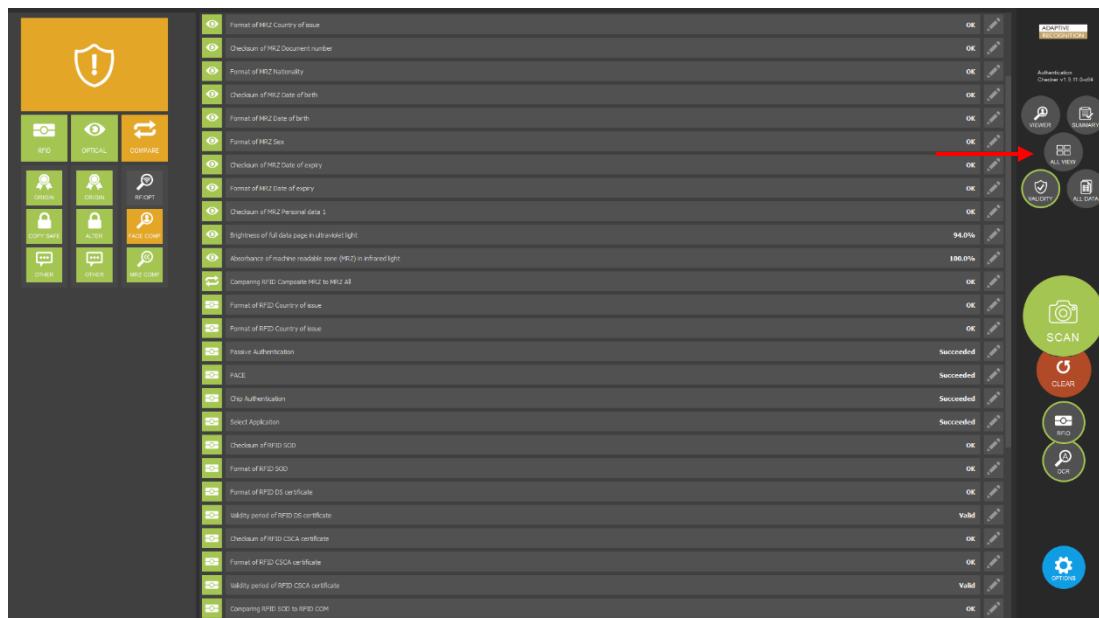 RFID
OPTICAL
COMPARE
ORIGIN
ORIGIN
RF/OPT
COPY SAFE
ALTER
FACE COMP
OTHER
OTHER
MRZ COMP
Format of MRZ Country of issue OK
Checksum of MRZ Document number OK
Format of MRZ Nationality OK
Checksum of MRZ Date of birth OK
Format of MRZ Date of birth OK
Format of MRZ Sex OK
Checksum of MRZ Date of expiry OK
Format of MRZ Date of expiry OK
Checksum of MRZ Personal data 1 OK
Brightness of full data page in ultraviolet light 94.0%
Absorbance of machine readable zone (MRZ) in infrared light 100.0%
Comparing RFID Composite MRZ to MRZ All OK
Format of RFID Country of issue OK
Format of RFID Country of issue OK
Passive Authentication Succeeded
PACE Succeeded
Chip Authentication Succeeded
Select Application Succeeded
Checksum of RFID SOD OK
Format of RFID SOD OK
Format of RFID DS certificate OK
Validity period of RFID DS certificate Valid
Checksum of RFID CSCA certificate OK
Format of RFID CSCA certificate OK
Validity period of RFID CSCA certificate Valid
Comparing RFID SOD to RFID COM OK
ADAPTIVE
RECOGNITION
Authentication
Checker
VIEWER
SUMMARY
ALL VIEW
VALIDITY
ALL DATA
SCAN
CLEAR
RFID
OCR
OPTIONS